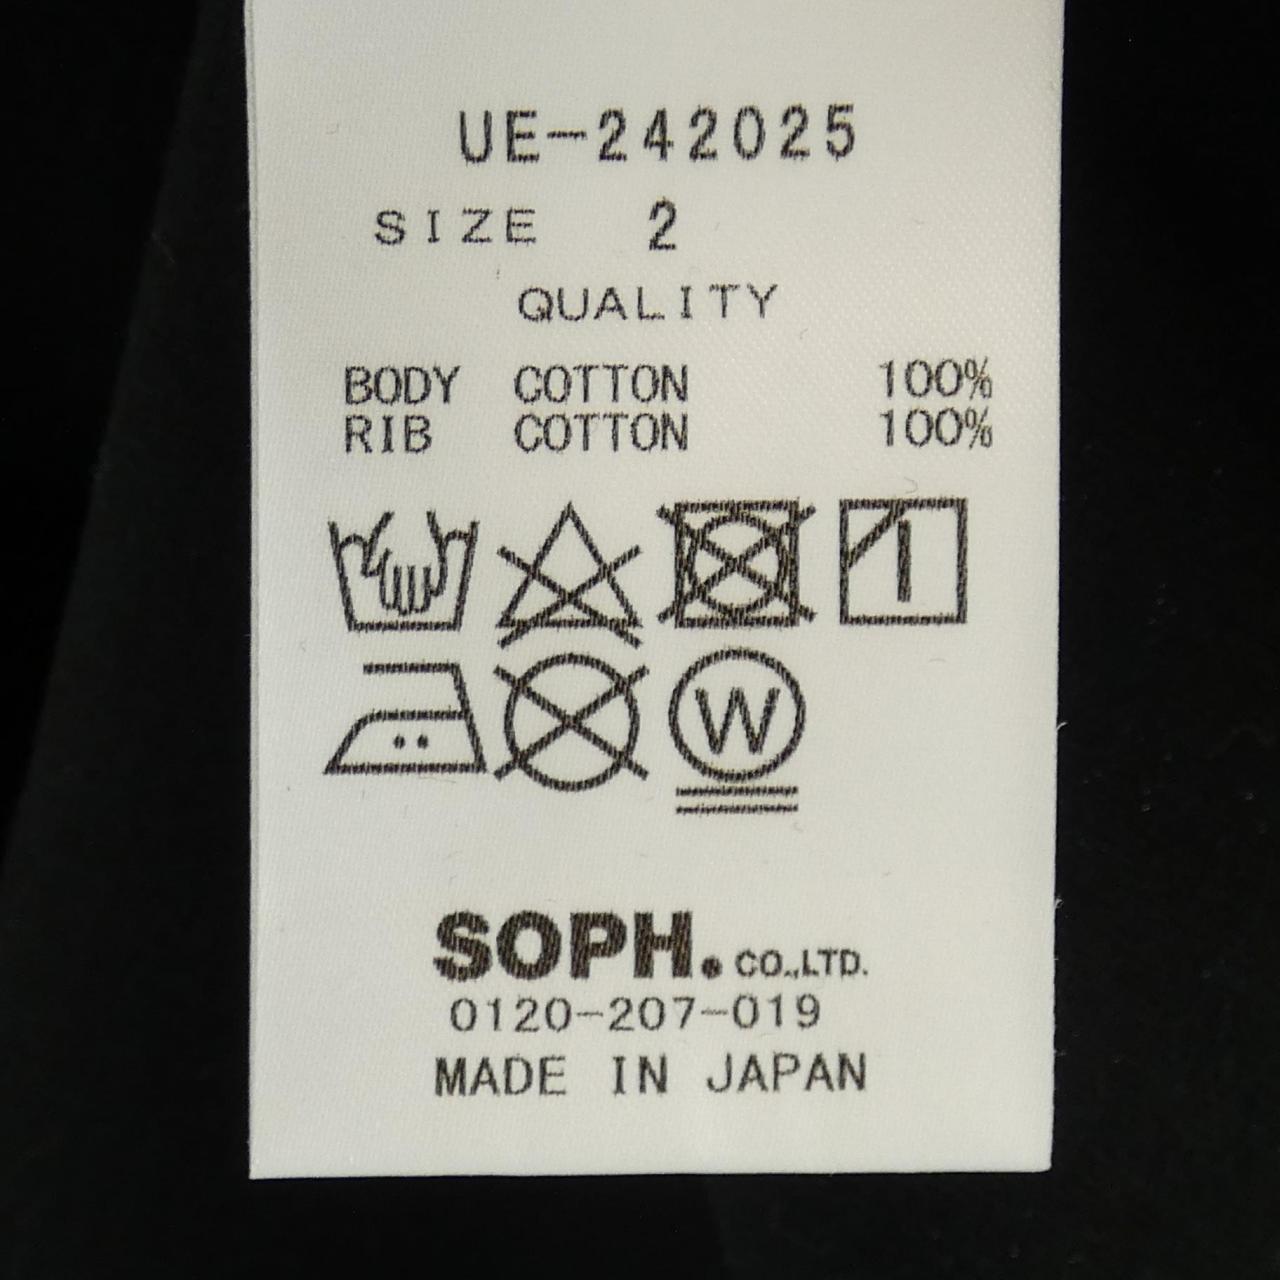 UE-242025
SIZE 2
QUALITY
BODY COTTON 100%
RIB COTTON 100%
W
SOPH. CO.,LTD.
0120-207-019
MADE IN JAPAN